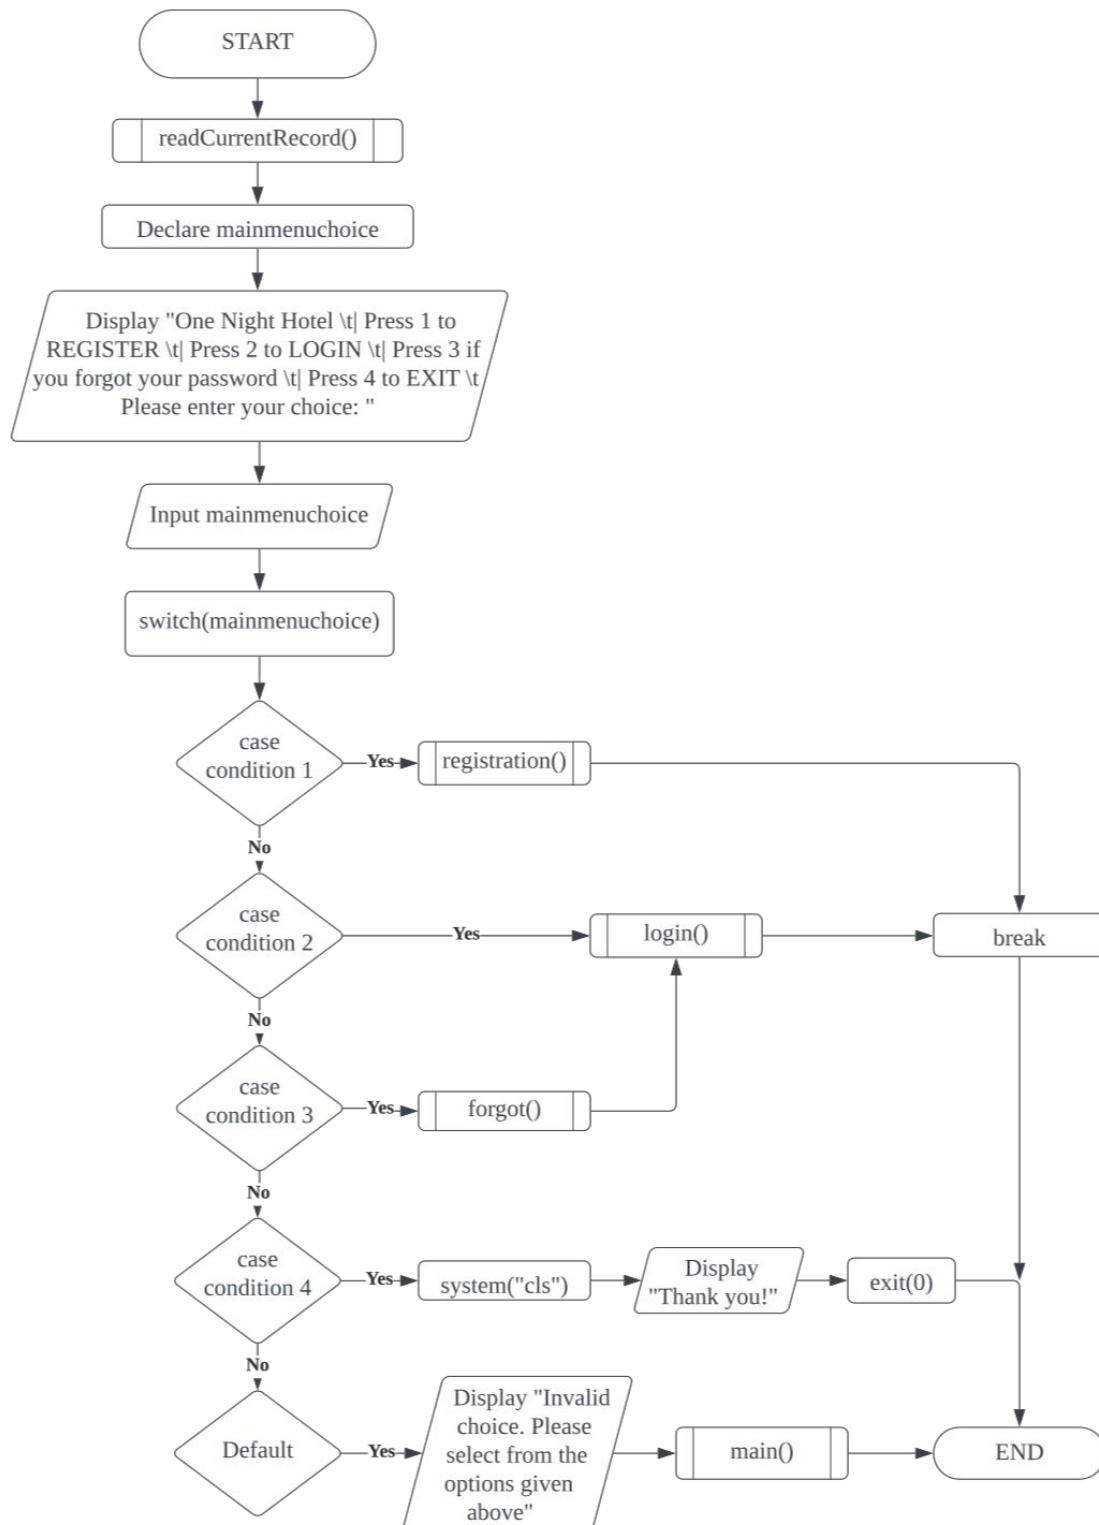 START
readCurrentRecord()
Declare mainmenuchoice
Display "One Night Hotel \t| Press 1 to
REGISTER \t| Press 2 to LOGIN \t| Press 3 if
you forgot your password \t| Press 4 to EXIT \t
Please enter your choice: "
Input mainmenuchoice
switch(mainmenuchoice)
case
condition 1
Yes
registration()
No
case
condition 2
Yes
login()
break
No
case
condition 3
Yes
forgot()
No
case
condition 4
Yes
system("cls")
Display
"Thank you!"
exit(0)
No
Default
Yes
Display "Invalid
choice. Please
select from the
options given
above"
main()
END